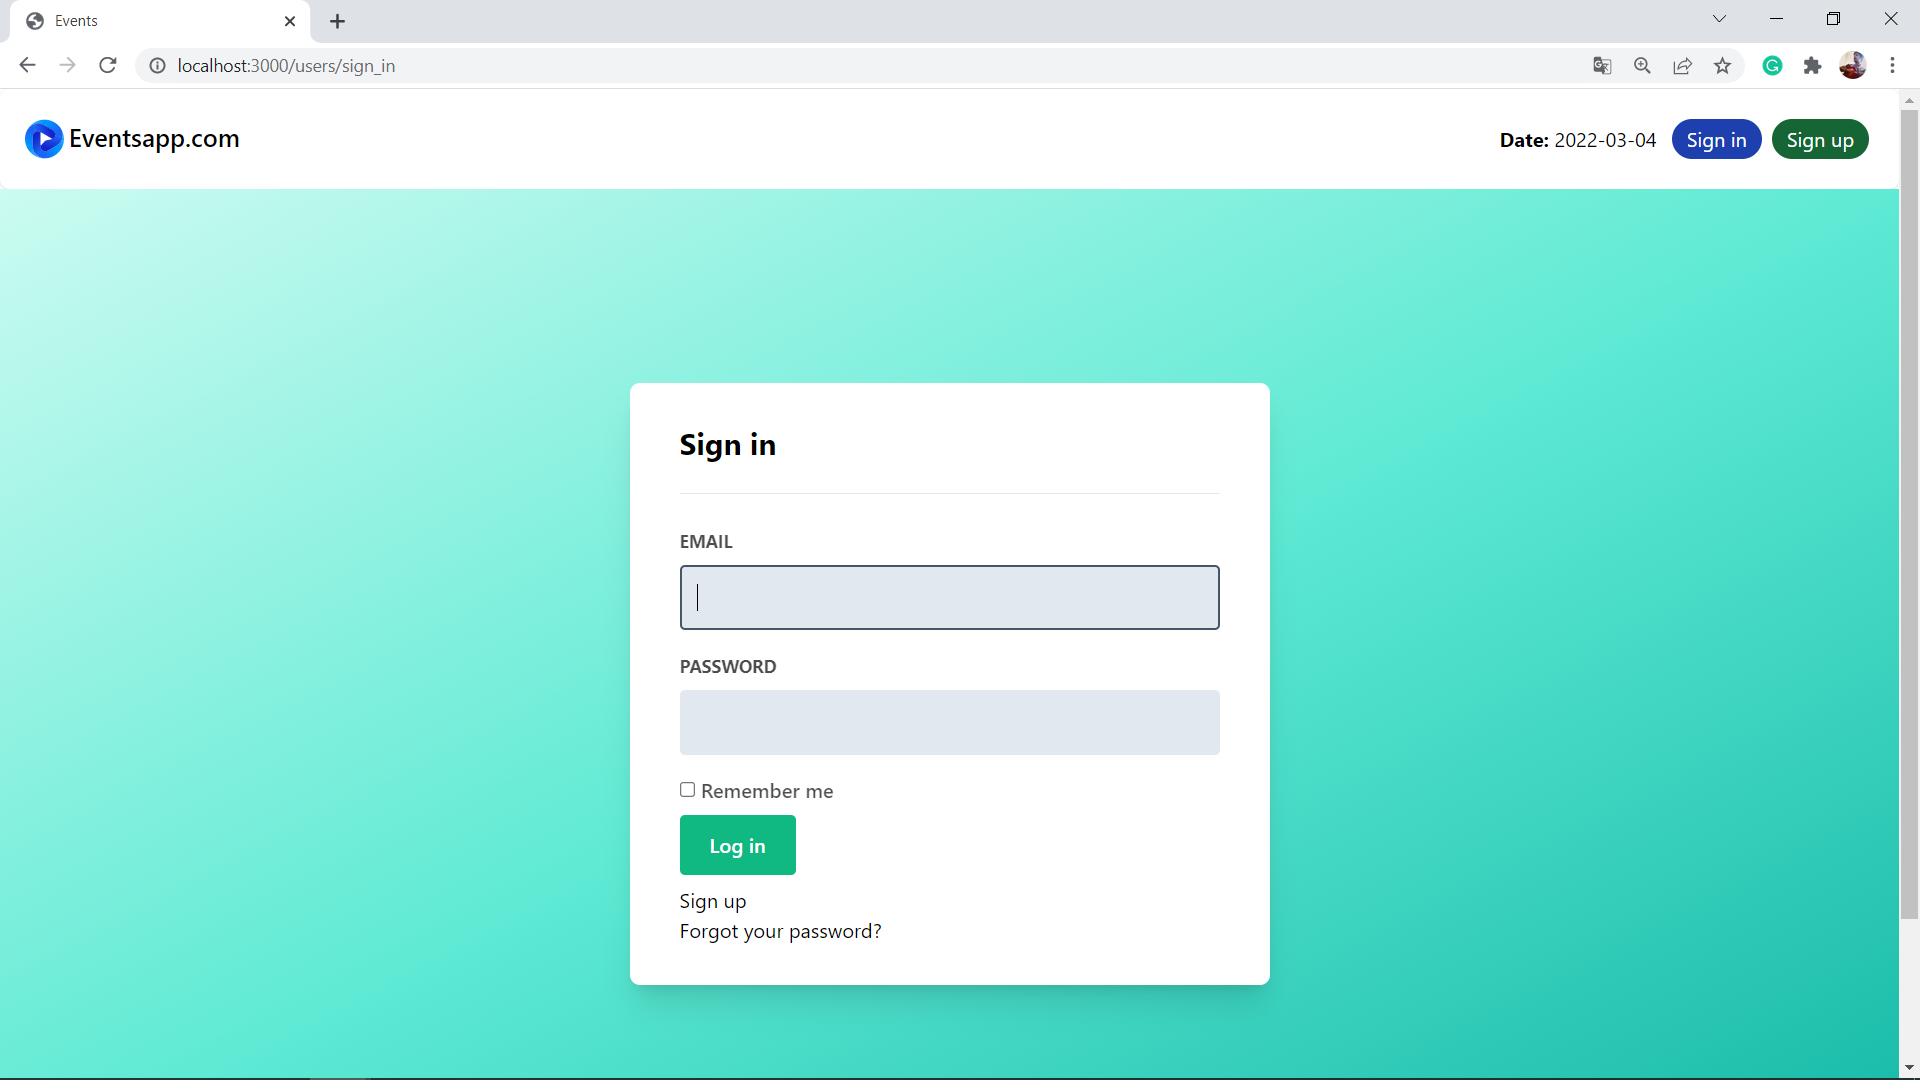 Events
localhost:3000/users/sign_in
Eventsapp.com
Date: 2022-03-04
Sign in
Sign up
Sign in
EMAIL
PASSWORD
Remember me
Log in
Sign up
Forgot your password?